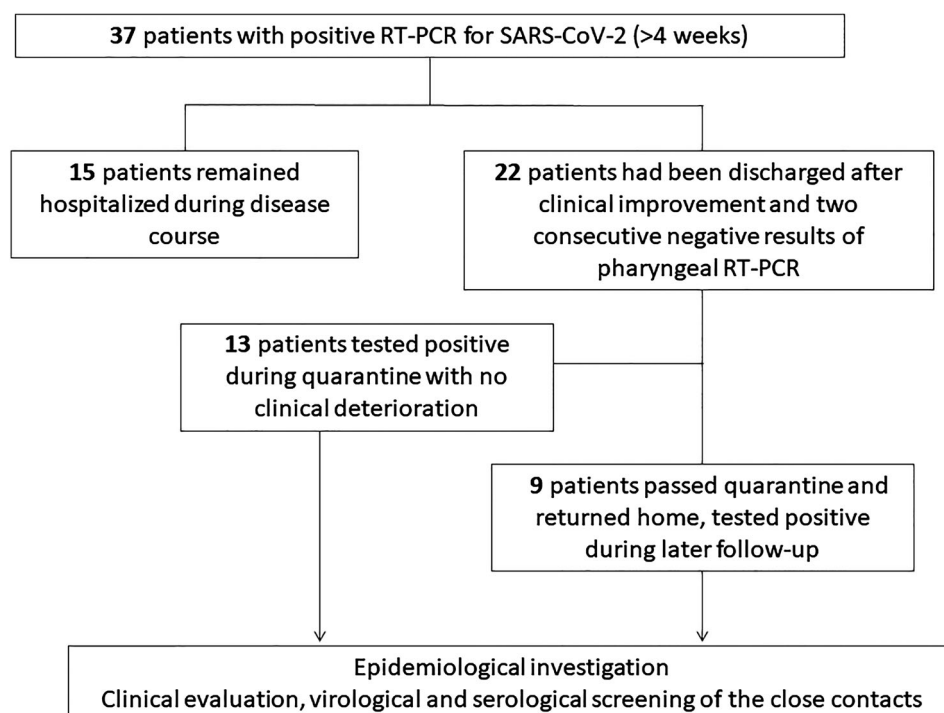 37 patients with positive RT-PCR for SARS-CoV-2 (>4 weeks)
15 patients remained
hospitalized during disease
course
22 patients had been discharged after
clinical improvement and two
consecutive negative results of
pharyngeal RT-PCR
13 patients tested positive
during quarantine with no
clinical deterioration
9 patients passed quarantine and
returned home, tested positive
during later follow-up
Epidemiological investigation
Clinical evaluation, virological and serological screening of the close contacts